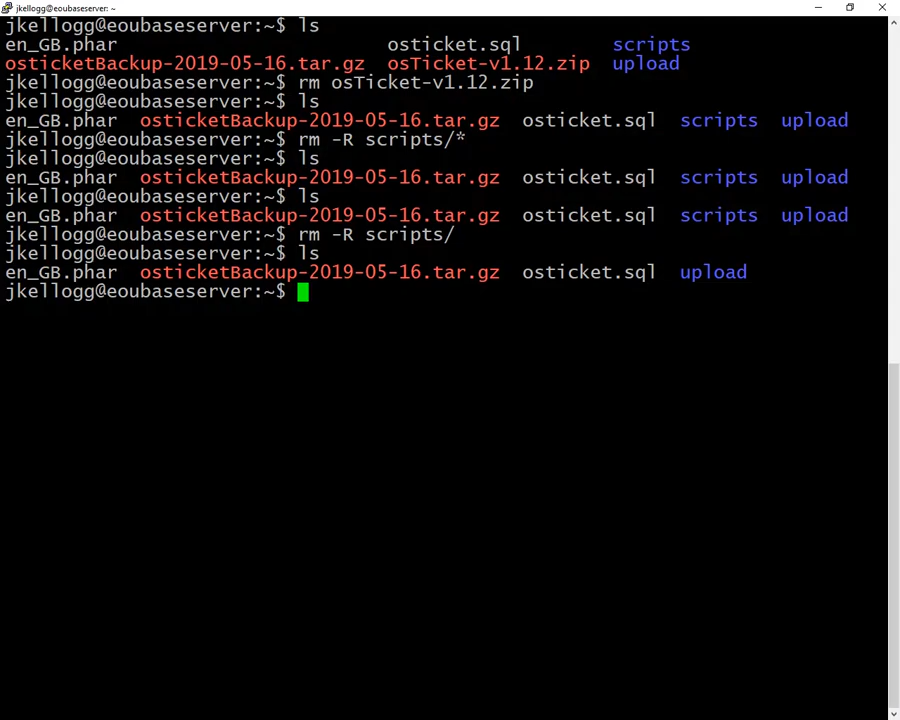 jkellogg@eoubaseserver: ~
jkellogg@eoubaseserver:~$ ls
en_GB.phar osticket.sql scripts
osticketBackup-2019-05-16.tar.gz osTicket-v1.12.zip upload
jkellogg@eoubaseserver:~$ rm osTicket-v1.12.zip
jkellogg@eoubaseserver:~$ ls
en_GB.phar osticketBackup-2019-05-16.tar.gz osticket.sql scripts upload
jkellogg@eoubaseserver:~$ rm -R scripts/*
jkellogg@eoubaseserver:~$ ls
en_GB.phar osticketBackup-2019-05-16.tar.gz osticket.sql scripts upload
jkellogg@eoubaseserver:~$ ls
en_GB.phar osticketBackup-2019-05-16.tar.gz osticket.sql scripts upload
jkellogg@eoubaseserver:~$ rm -R scripts/
jkellogg@eoubaseserver:~$ ls
en_GB.phar osticketBackup-2019-05-16.tar.gz osticket.sql upload
jkellogg@eoubaseserver:~$